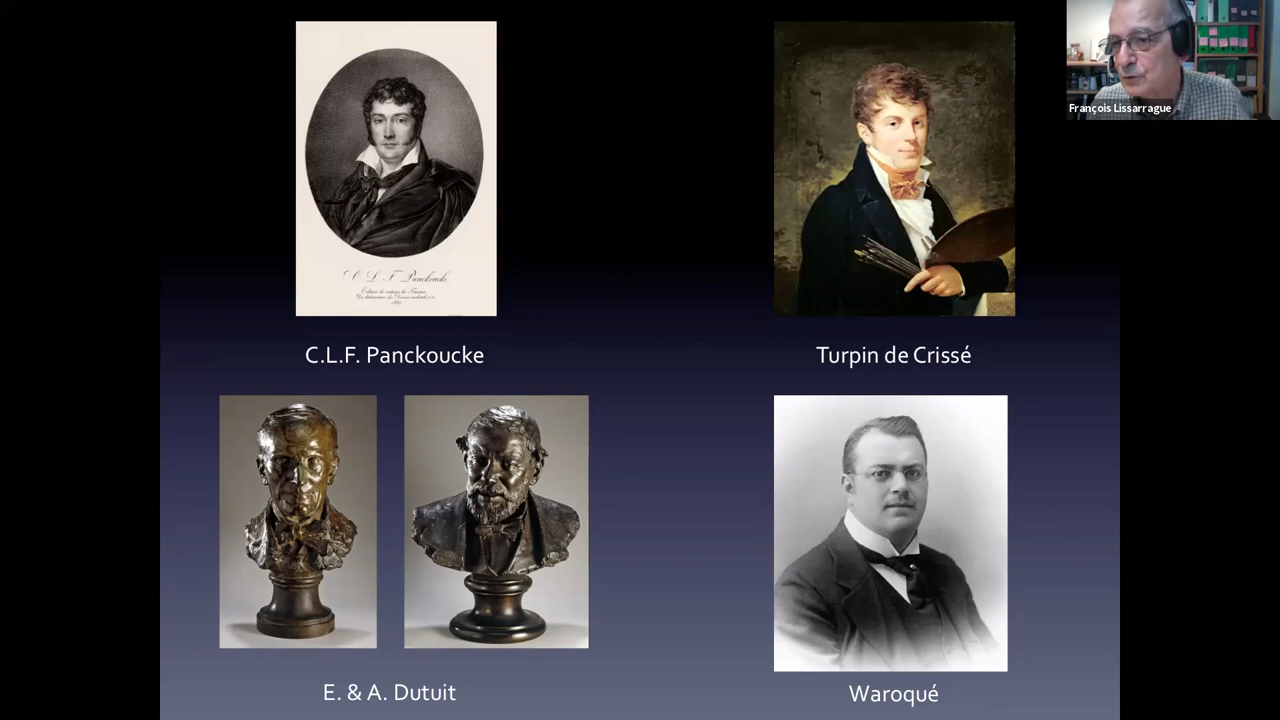 François Lissarrague
C. L. F. Panckoucke
C.L.F. Panckoucke
Turpin de Crissé
E. & A. Dutuit
Waroqué